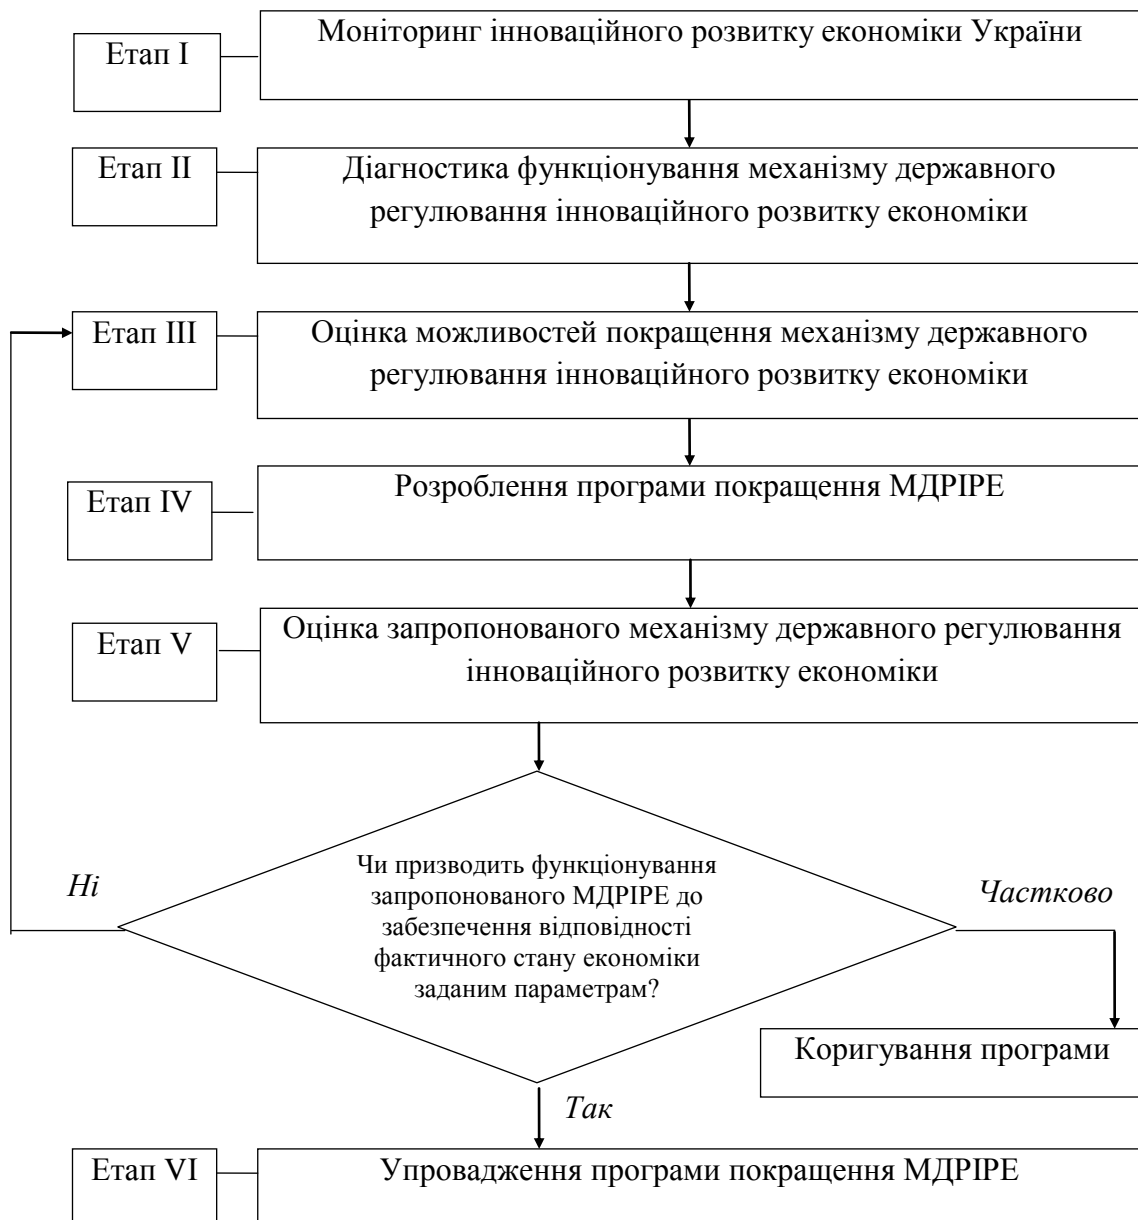 Етап I
Моніторинг інноваційного розвитку економіки України
Етап II
Діагностика функціонування механізму державного
регулювання інноваційного розвитку економіки
Етап III
Оцінка можливостей покращення механізму державного
регулювання інноваційного розвитку економіки
Етап IV
Розроблення програми покращення МДРІРЕ
Етап V
Оцінка запропонованого механізму державного регулювання
інноваційного розвитку економіки
Чи призводить функціонування
запропонованого МДРІРЕ до
забезпечення відповідності
фактичного стану економіки
заданим параметрам?
Ні
Частково
Коригування програми
Так
Етап VI
Упровадження програми покращення МДРІРЕ